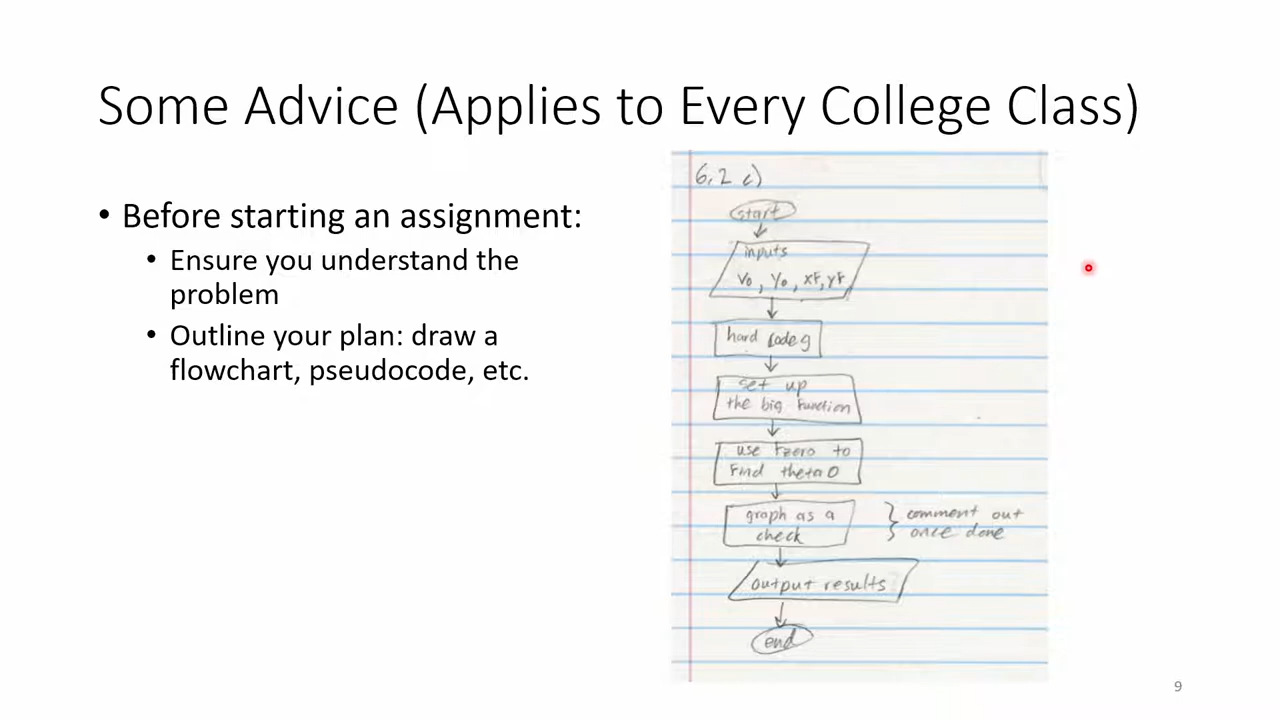 Some Advice (Applies to Every College Class)
• Before starting an assignment:
• Ensure you understand the
problem
• Outline your plan: draw a
flowchart, pseudocode, etc.
6.2 c)
start
inputs
v0, y0, xF, yF
hard code g
set up
the big function
use fzero to
find theta0
graph as a
check
} comment out
once done
output results
end
9